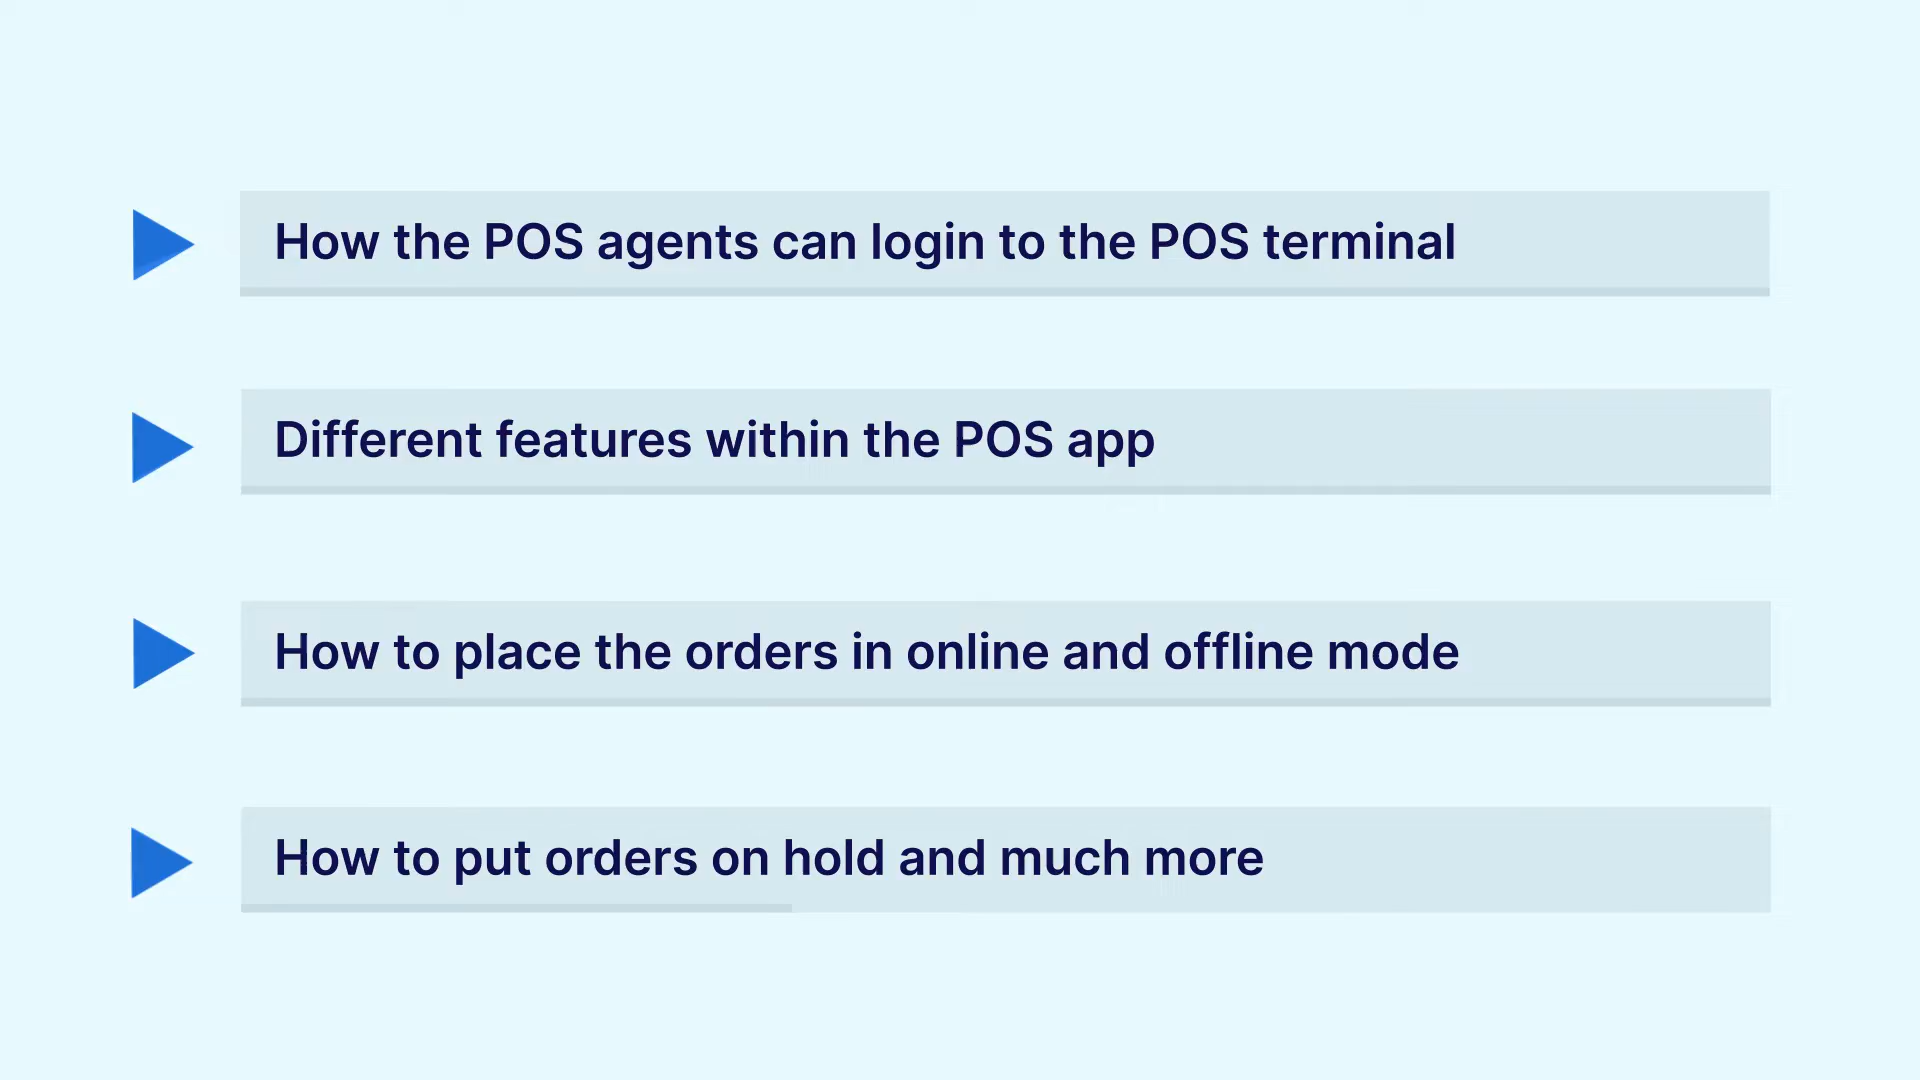 How the POS agents can login to the POS terminal
Different features within the POS app
How to place the orders in online and offline mode
How to put orders on hold and much more